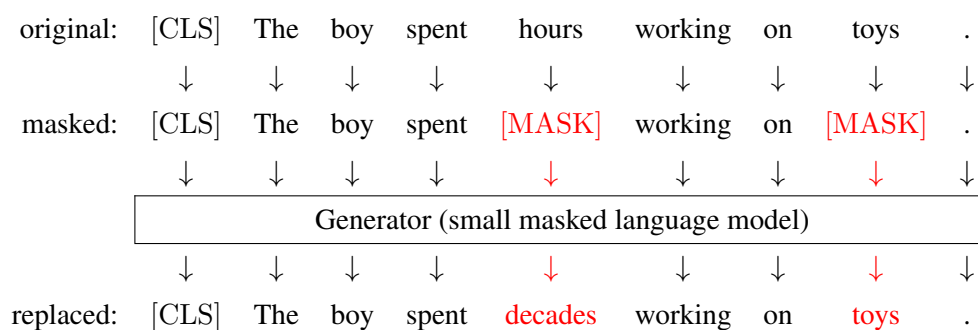 original: [CLS] The boy spent hours working on toys .
↓ ↓ ↓ ↓ ↓ ↓ ↓ ↓ ↓
masked: [CLS] The boy spent [MASK] working on [MASK] .
↓ ↓ ↓ ↓ ↓ ↓ ↓ ↓ ↓
Generator (small masked language model)
↓ ↓ ↓ ↓ ↓ ↓ ↓ ↓ ↓
replaced: [CLS] The boy spent decades working on toys .